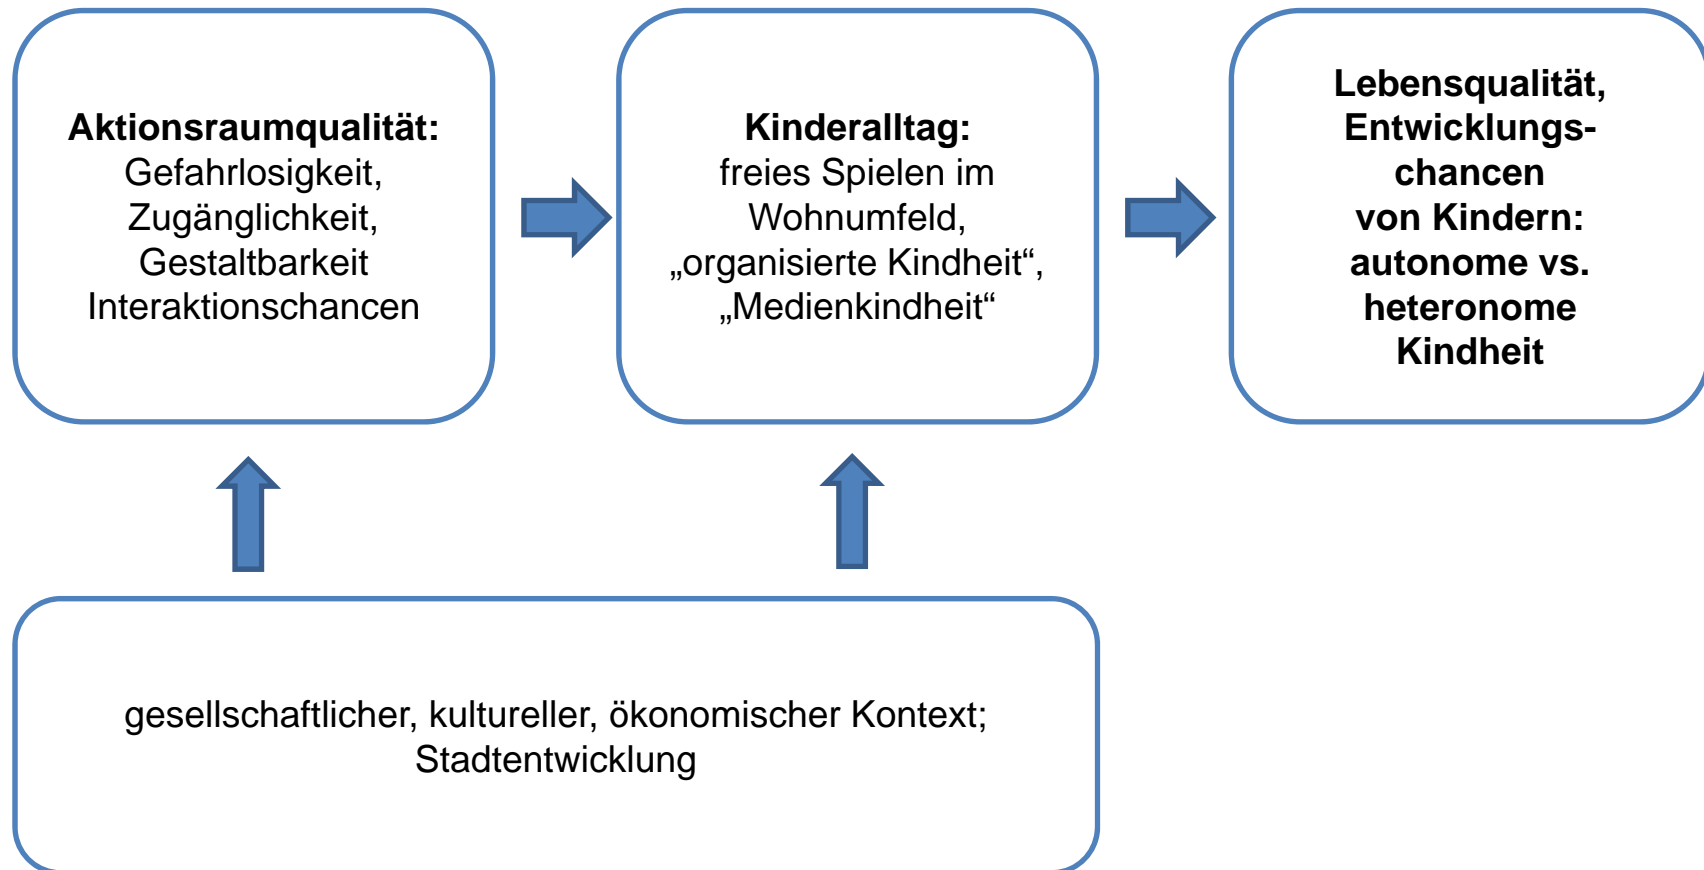 Aktionsraumqualität:
Gefahrlosigkeit,
Zugänglichkeit,
Gestaltbarkeit
Interaktionschancen
Kinderalltag:
freies Spielen im
Wohnumfeld,
„organisierte Kindheit“,
„Medienkindheit“
Lebensqualität,
Entwicklungs-
chancen
von Kindern:
autonome vs.
heteronome
Kindheit
gesellschaftlicher, kultureller, ökonomischer Kontext;
Stadtentwicklung